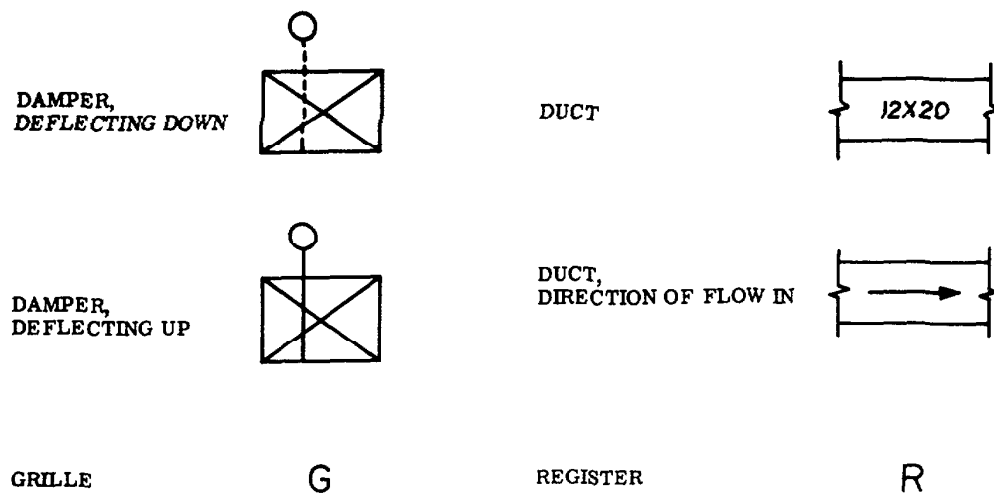 DAMPER,
DEFLECTING DOWN
DUCT
12X20
DAMPER,
DEFLECTING UP
DUCT,
DIRECTION OF FLOW IN
GRILLE
G
REGISTER
R